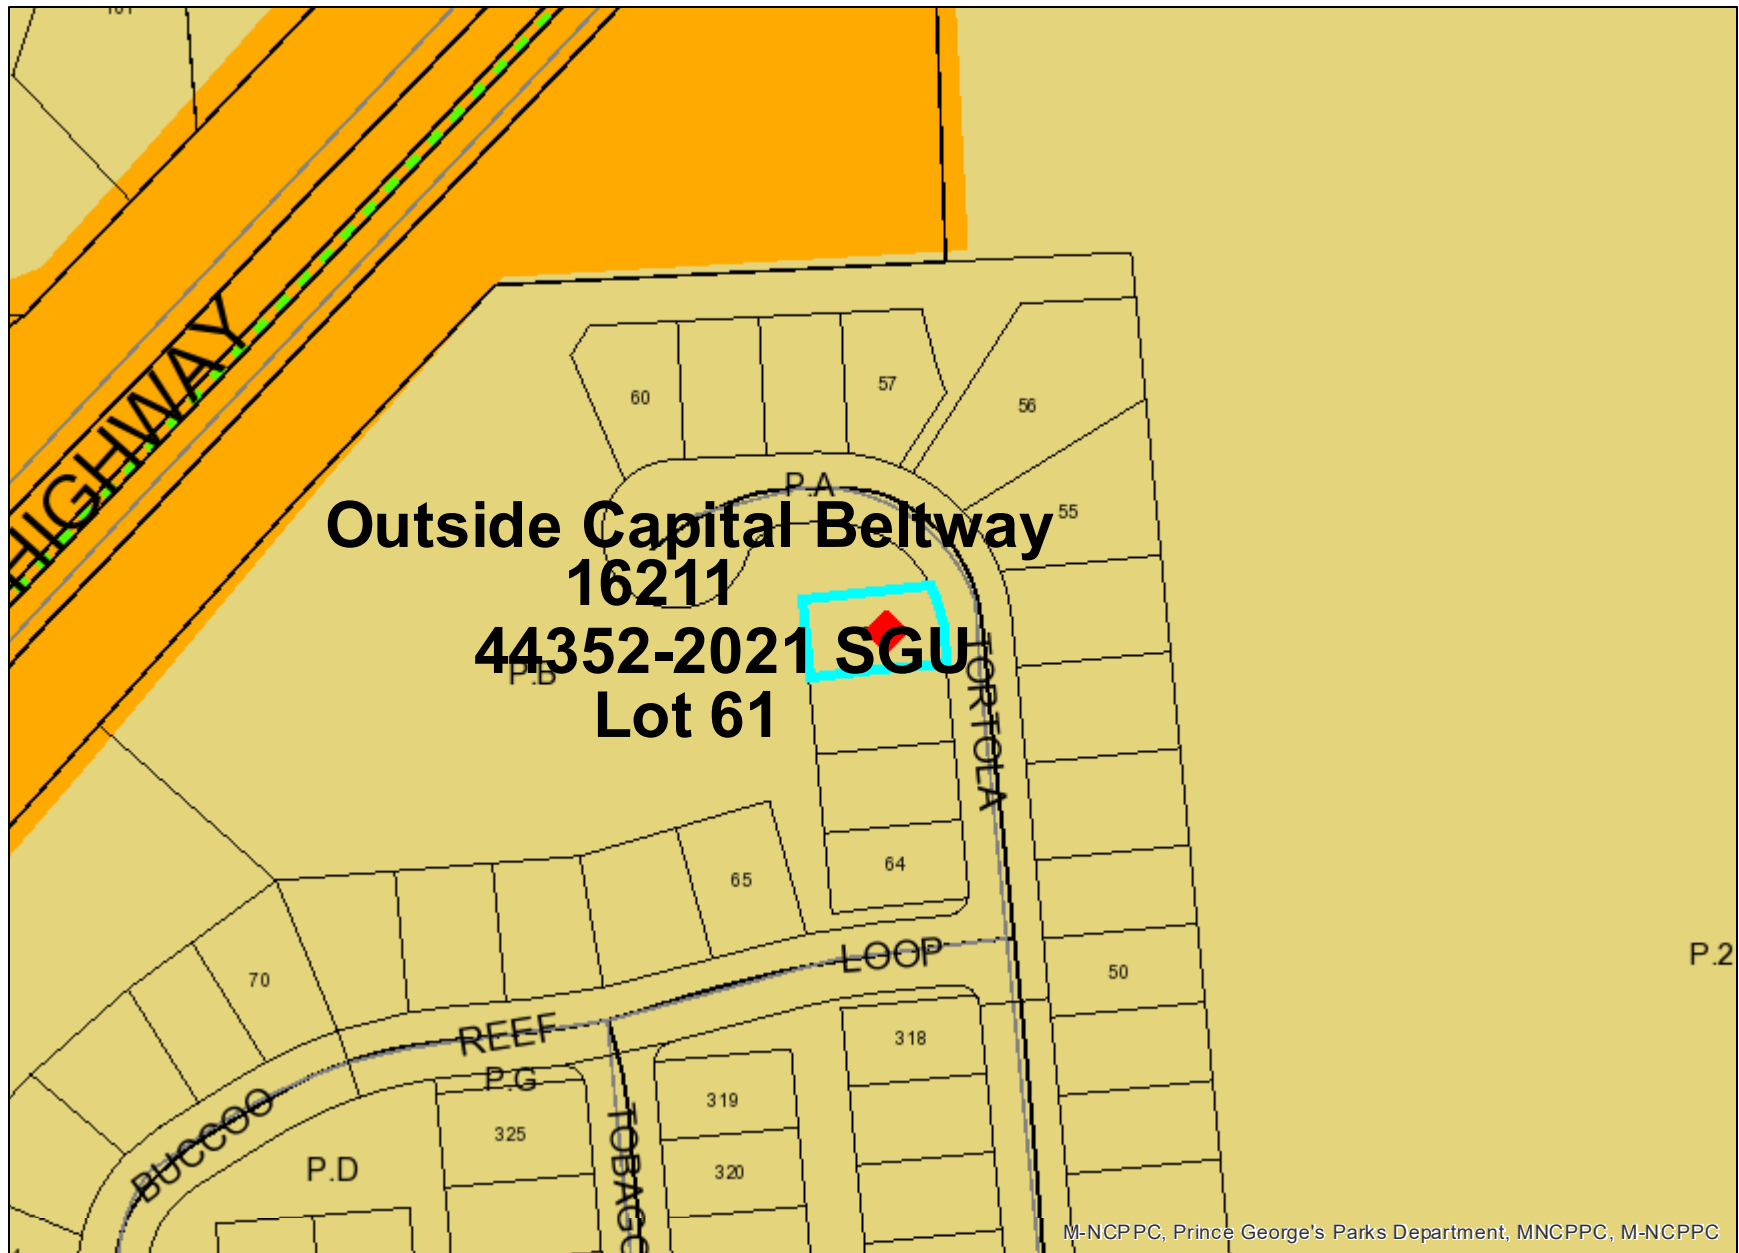 HIGHWAY
60
57
56
P.A
55
Outside Capital Beltway
16211
44352-2021 SGU
P.B
Lot 61
TORTOLA
64
65
LOOP
P.2
70
50
REEF
318
P.G
319
BUCCOO
325
TOBAGO
P.D
320
M-NCPPC, Prince George's Parks Department, MNCPPC, M-NCPPC